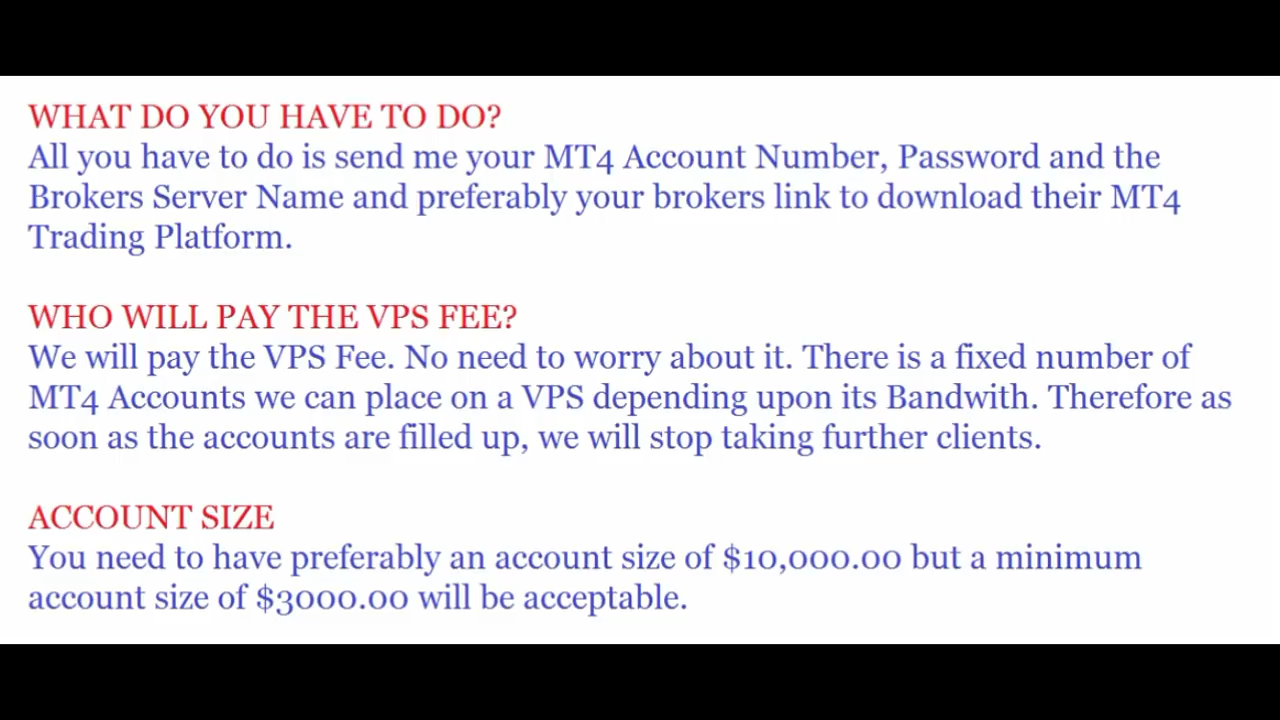 WHAT DO YOU HAVE TO DO?
All you have to do is send me your MT4 Account Number, Password and the
Brokers Server Name and preferably your brokers link to download their MT4
Trading Platform.
WHO WILL PAY THE VPS FEE?
We will pay the VPS Fee. No need to worry about it. There is a fixed number of
MT4 Accounts we can place on a VPS depending upon its Bandwith. Therefore as
soon as the accounts are filled up, we will stop taking further clients.
ACCOUNT SIZE
You need to have preferably an account size of $10,000.00 but a minimum
account size of $3000.00 will be acceptable.